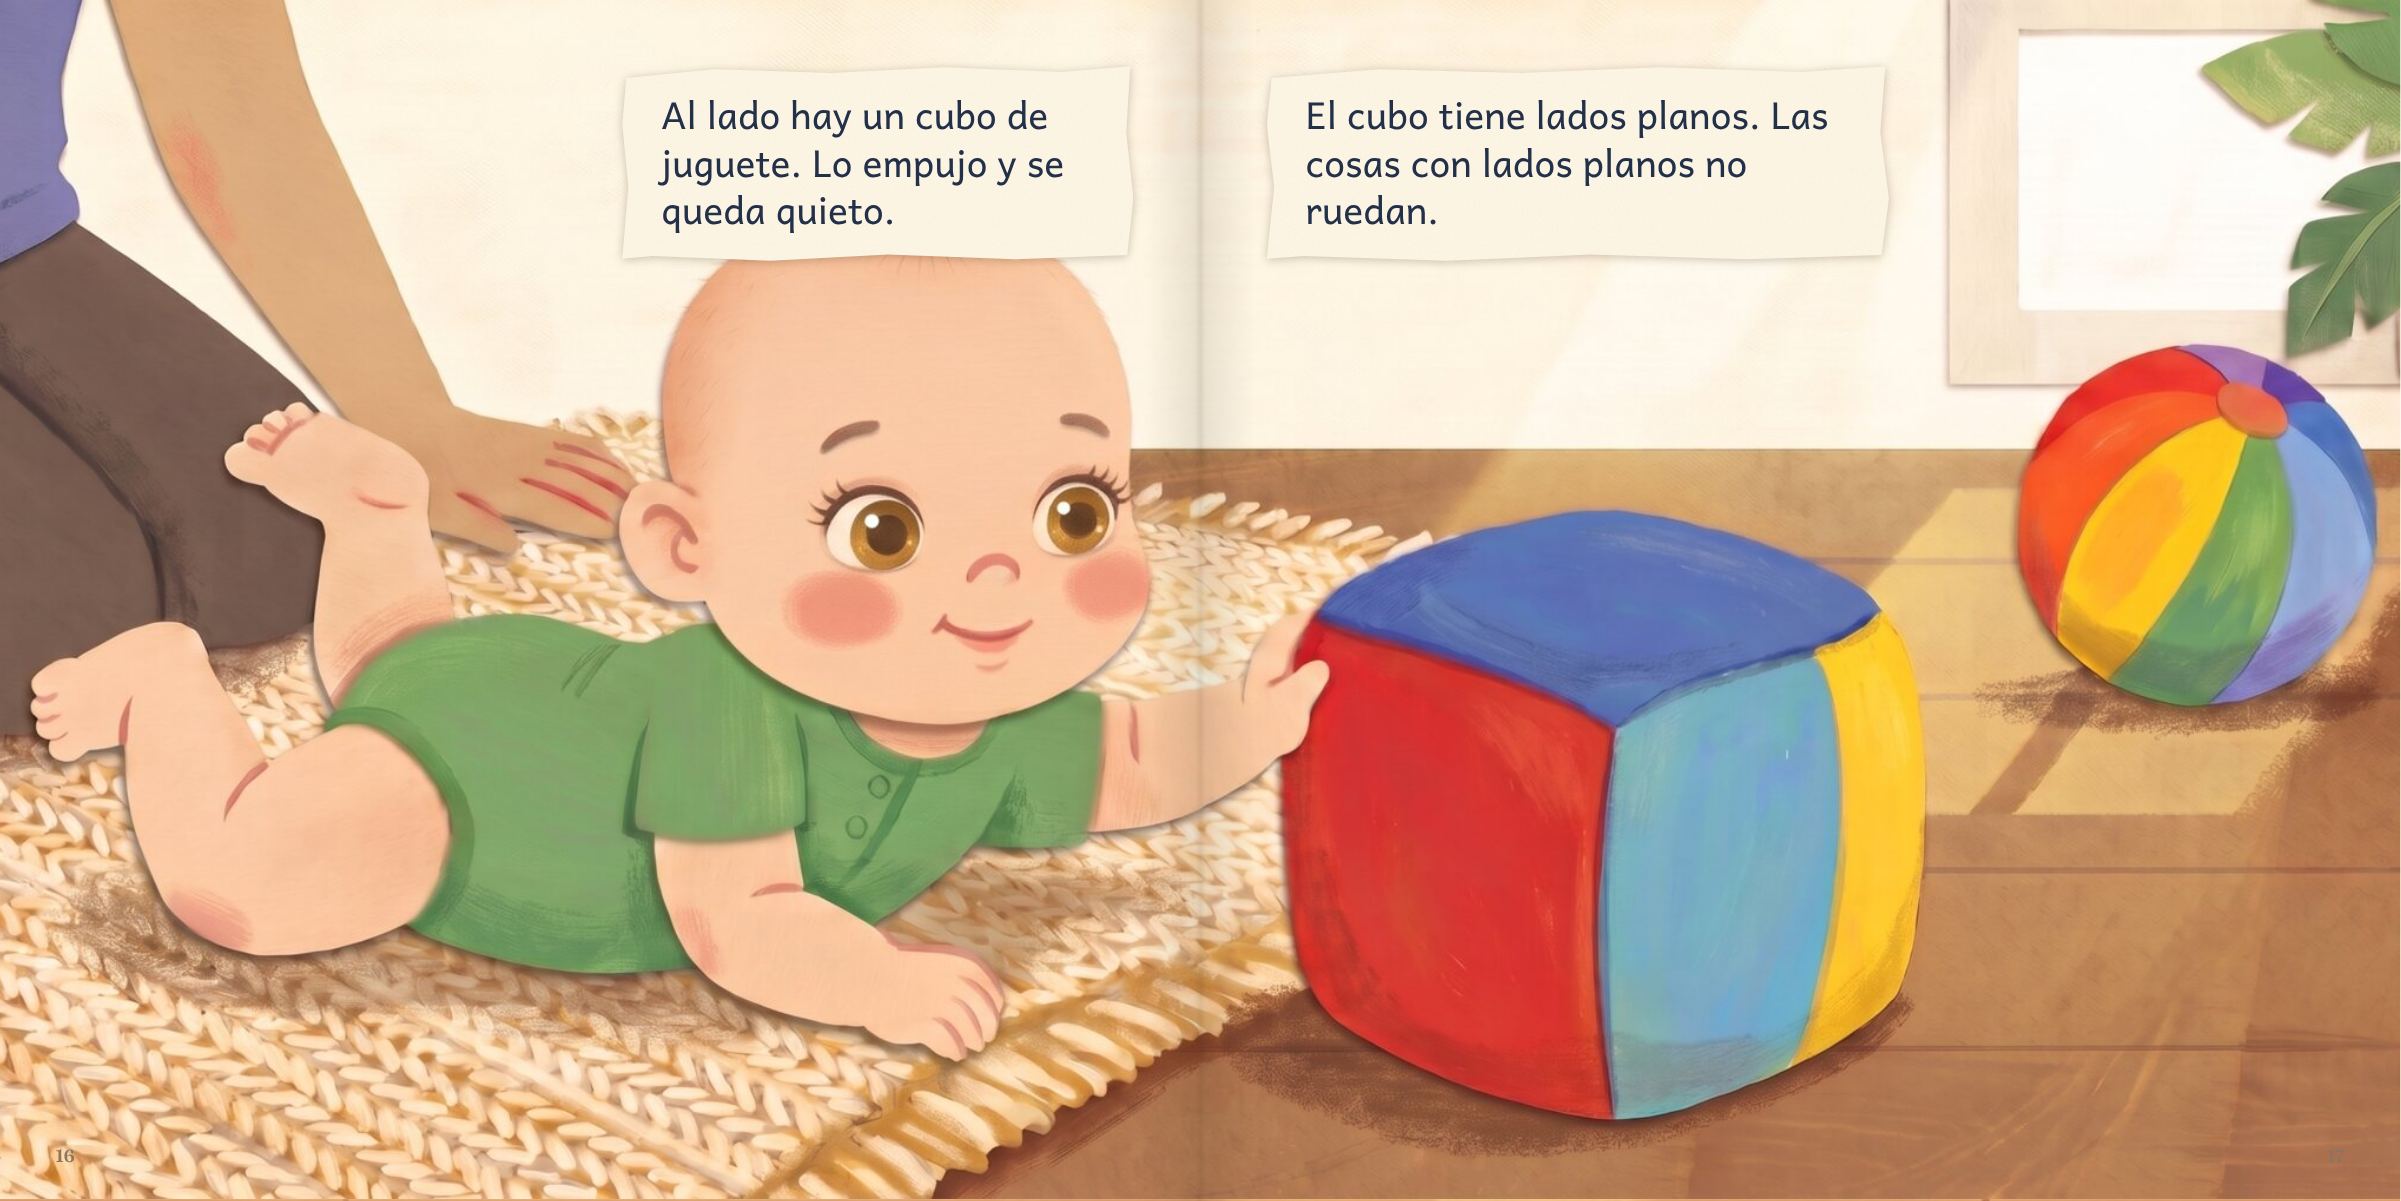 Al lado hay un cubo de
juguete. Lo empujo y se
queda quieto.
El cubo tiene lados planos. Las
cosas con lados planos no
ruedan.
16
17